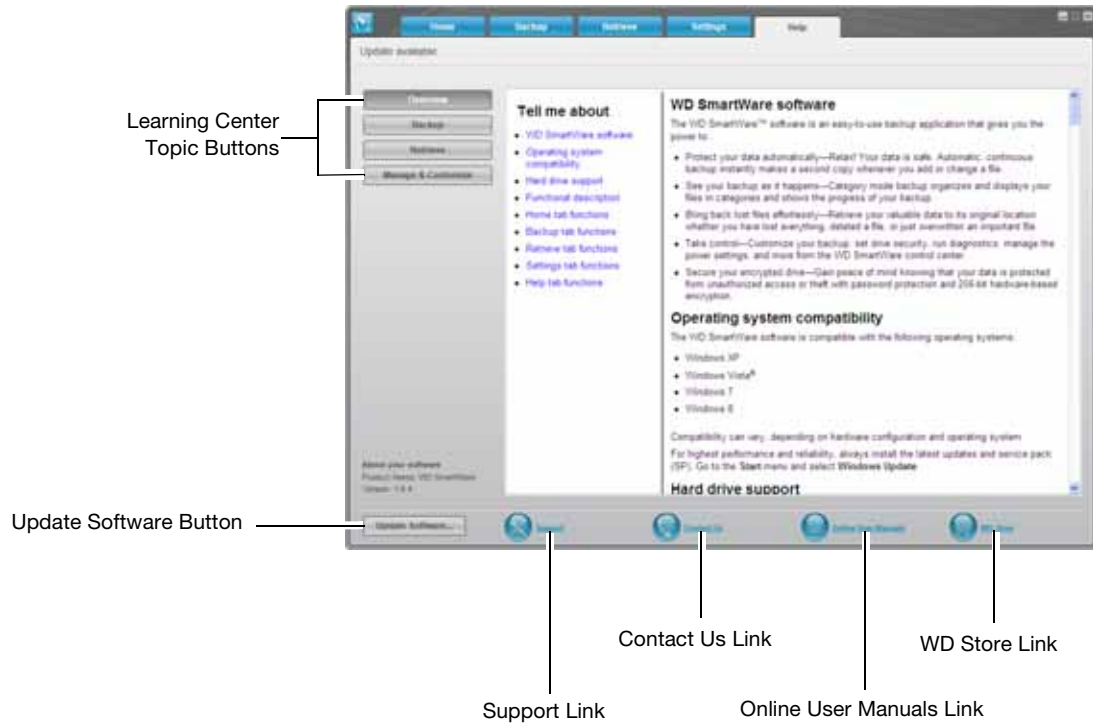 Home Backup Retrieve Settings Help
Update available
Learning Center
Topic Buttons
Overview
Backup
Retrieve
Manage & Customize
Tell me about
• WD SmartWare software
• Operating system
compatibility
• Hard drive support
• Functional description
• Home tab functions
• Backup tab functions
• Retrieve tab functions
• Settings tab functions
• Help tab functions
WD SmartWare software
The WD SmartWare™ software is an easy-to-use backup application that gives you the
power to:
• Protect your data automatically—Relax! Your data is safe. Automatic, continuous
backup instantly makes a second copy whenever you add or change a file.
• See your backup as it happens—Category mode backup organizes and displays your
files in categories and shows the progress of your backup.
• Bring back lost files effortlessly—Retrieve your valuable data to its original location
whether you have lost everything, deleted a file, or just overwritten an important file.
• Take control—Customize your backup, set drive security, run diagnostics, manage the
power settings, and more from the WD SmartWare control center.
• Secure your encrypted drive—Gain peace of mind knowing that your data is protected
from unauthorized access or theft with password protection and 256-bit hardware-based
encryption.
Operating system compatibility
The WD SmartWare software is compatible with the following operating systems:
• Windows XP
• Windows Vista®
• Windows 7
• Windows 8
Compatibility can vary, depending on hardware configuration and operating system.
For highest performance and reliability, always install the latest updates and service pack
(SP). Go to the Start menu and select Windows Update
Hard drive support
About your software
Product Name: WD SmartWare
Version:
Update Software Button
Update Software...
Support
Contact Us
Online User Manuals
WD Store
Contact Us Link
WD Store Link
Support Link
Online User Manuals Link